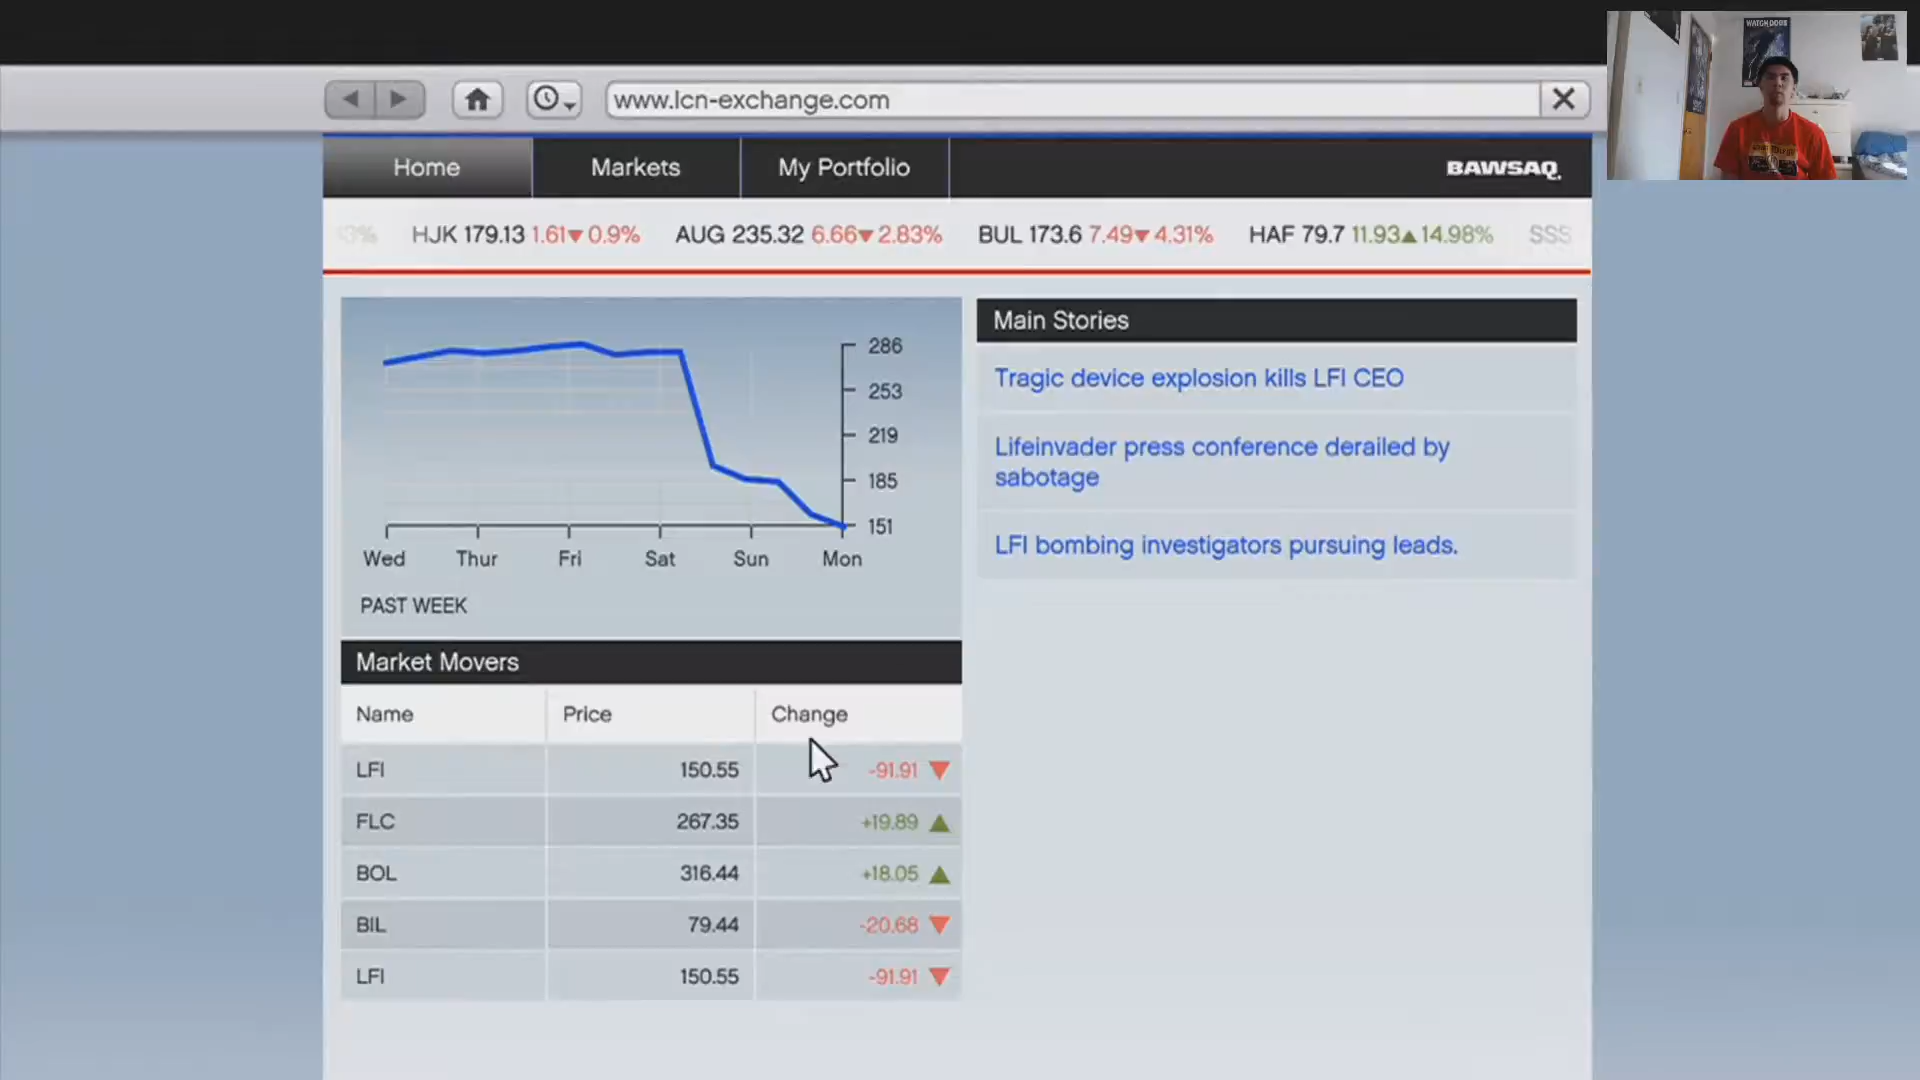 WATCH DOGS
www.lcn-exchange.com
Home
Markets
My Portfolio
BAWSAQ.
HJK 179.13 1.61▼0.9%
AUG 235.32 6.66▼2.83%
BUL 173.6 7.49▼4.31%
HAF 79.7 11.93▲14.98%
SSS
286
253
219
185
151
Wed
Thur
Fri
Sat
Sun
Mon
PAST WEEK
Main Stories
Tragic device explosion kills LFI CEO
Lifeinvader press conference derailed by
sabotage
LFI bombing investigators pursuing leads.
Market Movers
Name Price Change
LFI 150.55 -91.91 ▼
FLC 267.35 +19.89 ▲
BOL 316.44 +18.05 ▲
BIL 79.44 -20.68 ▼
LFI 150.55 -91.91 ▼